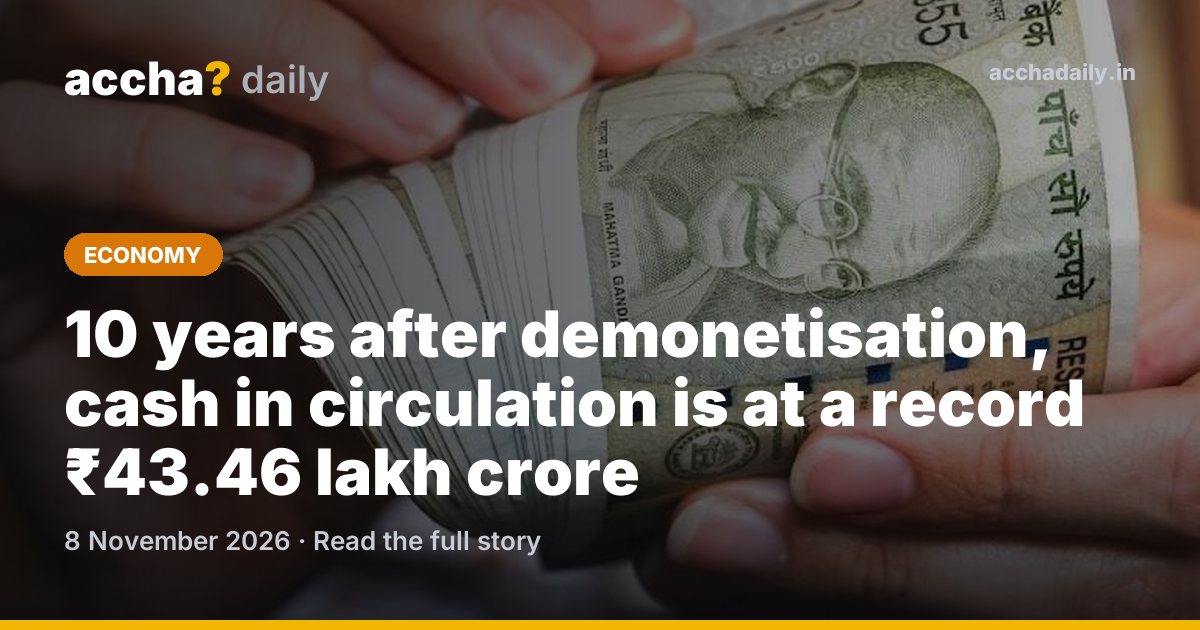 accha? daily
acchadaily.in
ECONOMY
10 years after demonetisation,
cash in circulation is at a record
₹43.46 lakh crore
8 November 2026 · Read the full story
500
बैंक
पाँच सौ रुपये
MAHATMA GANDHI